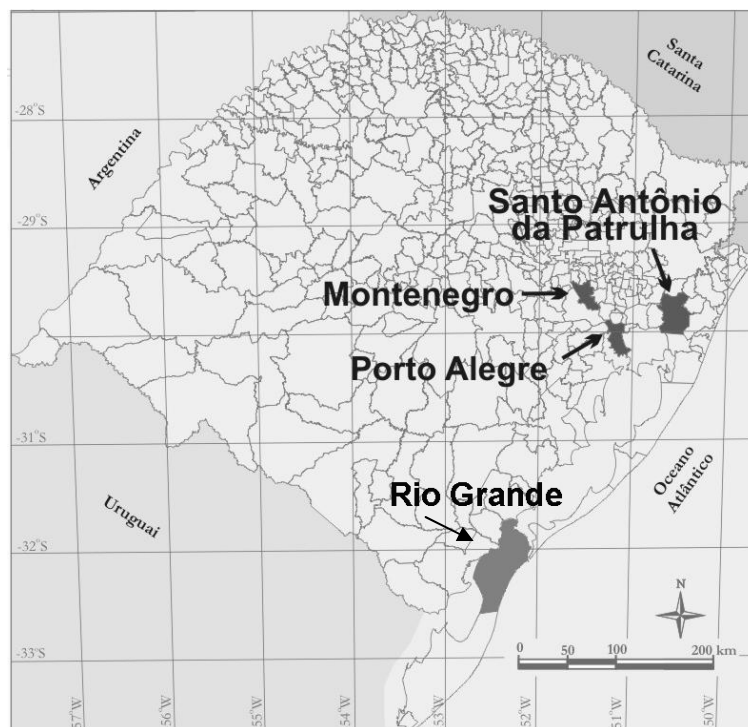 Santa
Catarina
-28°S
Argentina
Santo Antônio
da Patrulha
-29°S
Montenegro
Porto Alegre
-31°S
Oceano
Atlântico
Rio Grande
Uruguai
-32°S
N
-33°S
0 50 100 200 km
-57°W
-56°W
-55°W
-54°W
-53°W
-52°W
-51°W
-50°W